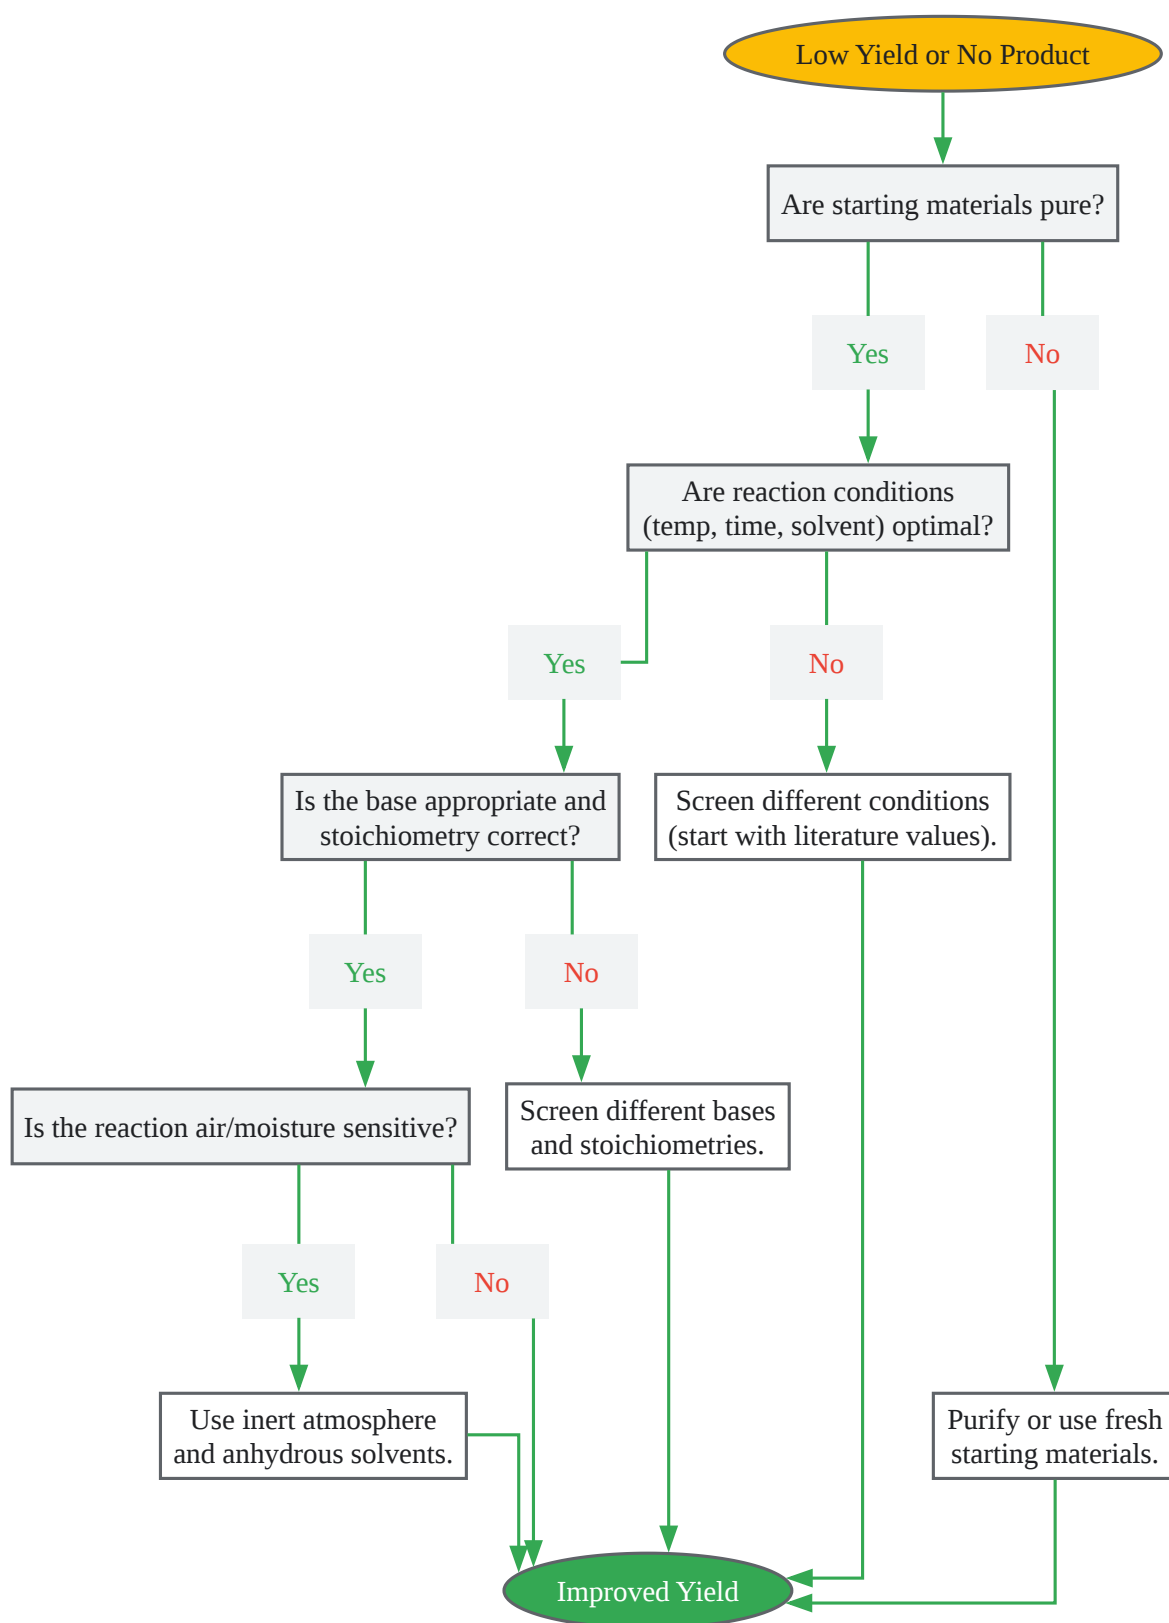 Low Yield or No Product
Are starting materials pure?
Yes
No
Are reaction conditions
(temp, time, solvent) optimal?
Yes
No
Is the base appropriate and
stoichiometry correct?
Screen different conditions
(start with literature values).
Yes
No
Is the reaction air/moisture sensitive?
Screen different bases
and stoichiometries.
Yes
No
Use inert atmosphere
and anhydrous solvents.
Purify or use fresh
starting materials.
Improved Yield